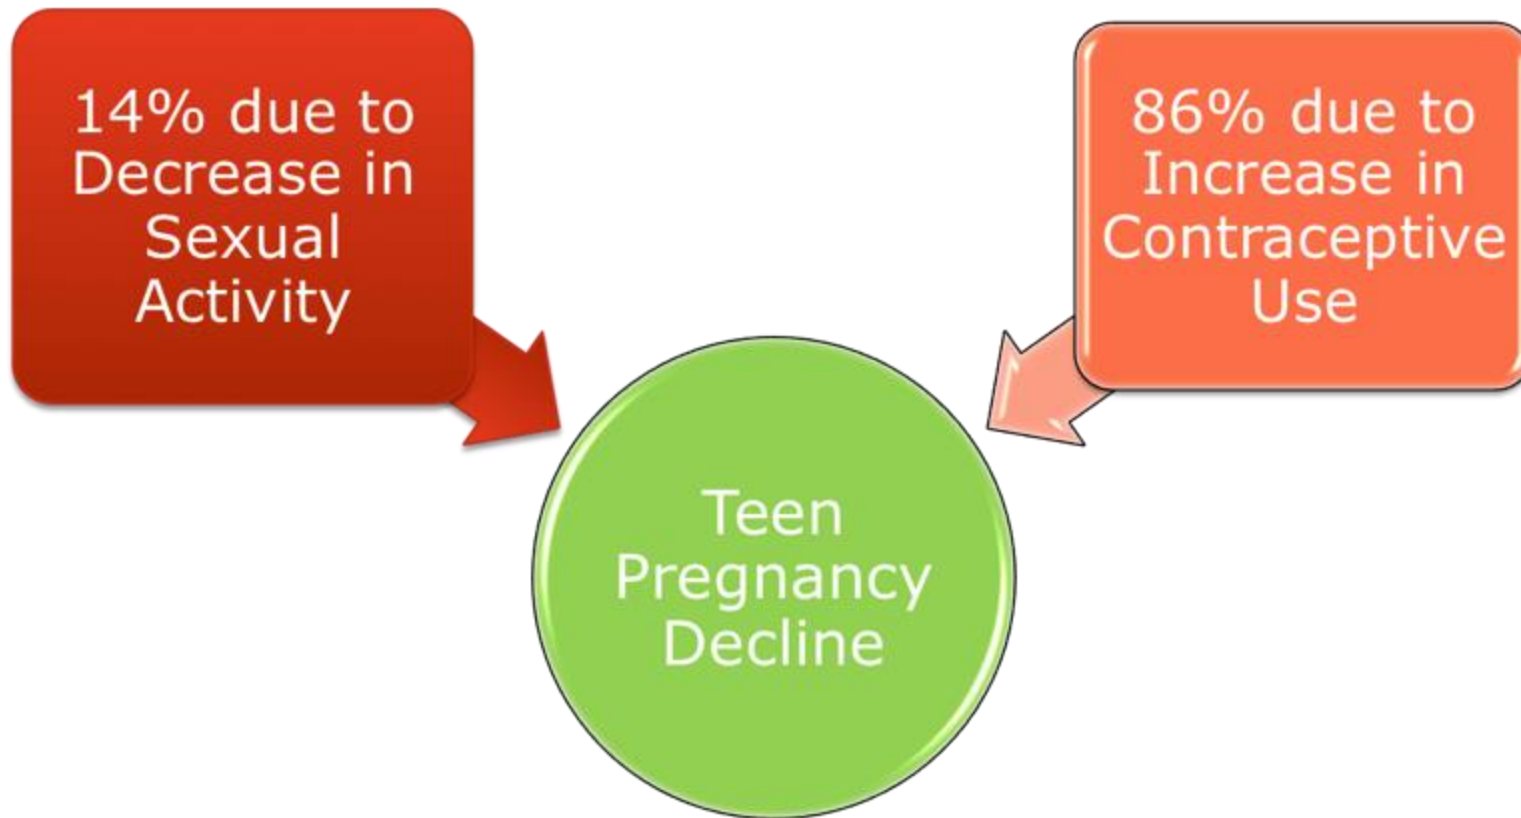 14% due to
Decrease in
Sexual
Activity
86% due to
Increase in
Contraceptive
Use
Teen
Pregnancy
Decline